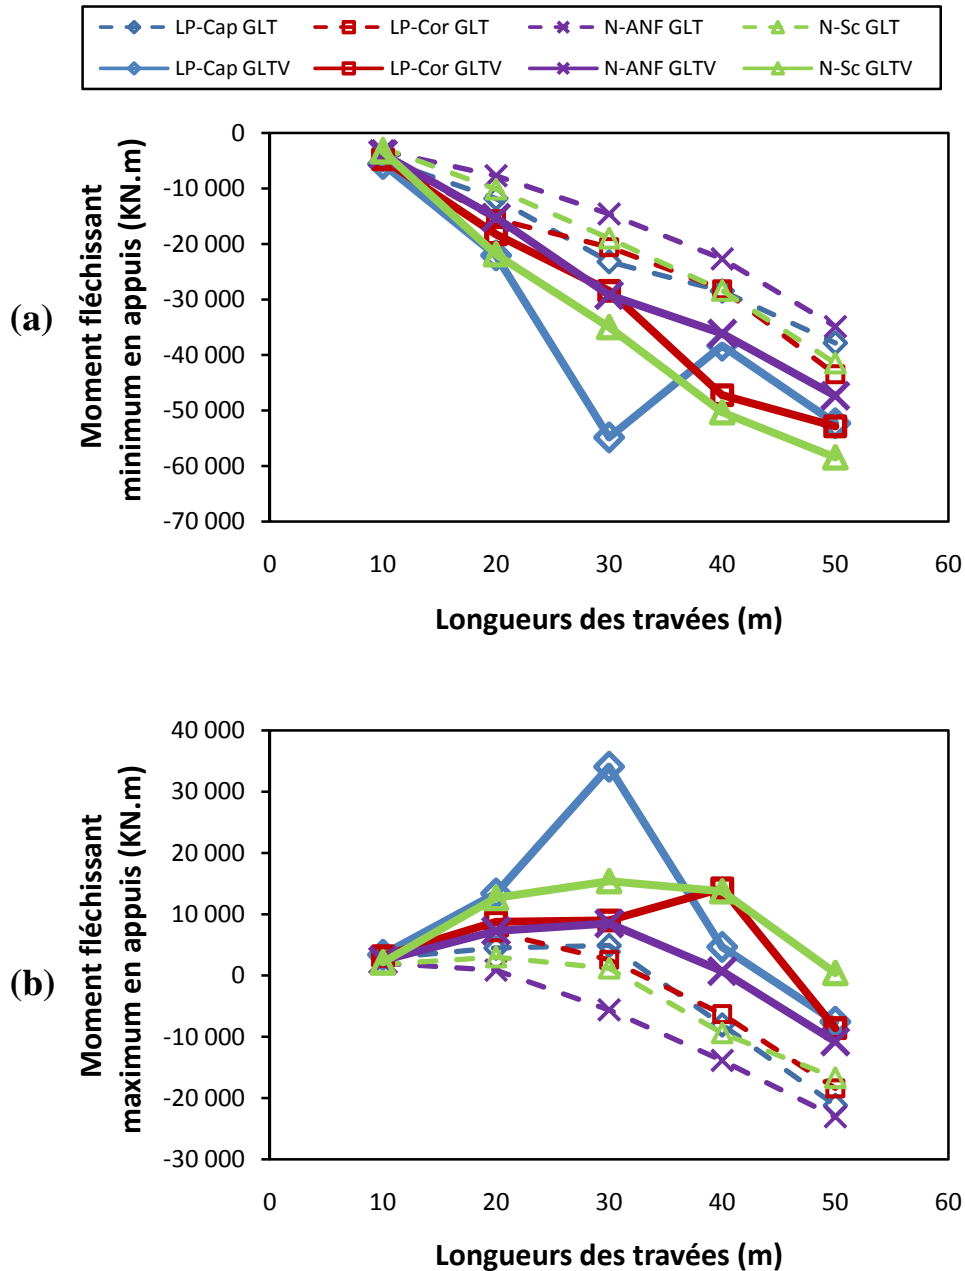 LP-Cap GLT LP-Cor GLT N-ANF GLT N-Sc GLT
LP-Cap GLTV LP-Cor GLTV N-ANF GLTV N-Sc GLTV
(a)
Moment fléchissant
minimum en appuis (KN.m)
0
-10 000
-20 000
-30 000
-40 000
-50 000
-60 000
-70 000
0 10 20 30 40 50 60
Longueurs des travées (m)
(b)
Moment fléchissant
maximum en appuis (KN.m)
40 000
30 000
20 000
10 000
0
-10 000
-20 000
-30 000
0 10 20 30 40 50 60
Longueurs des travées (m)